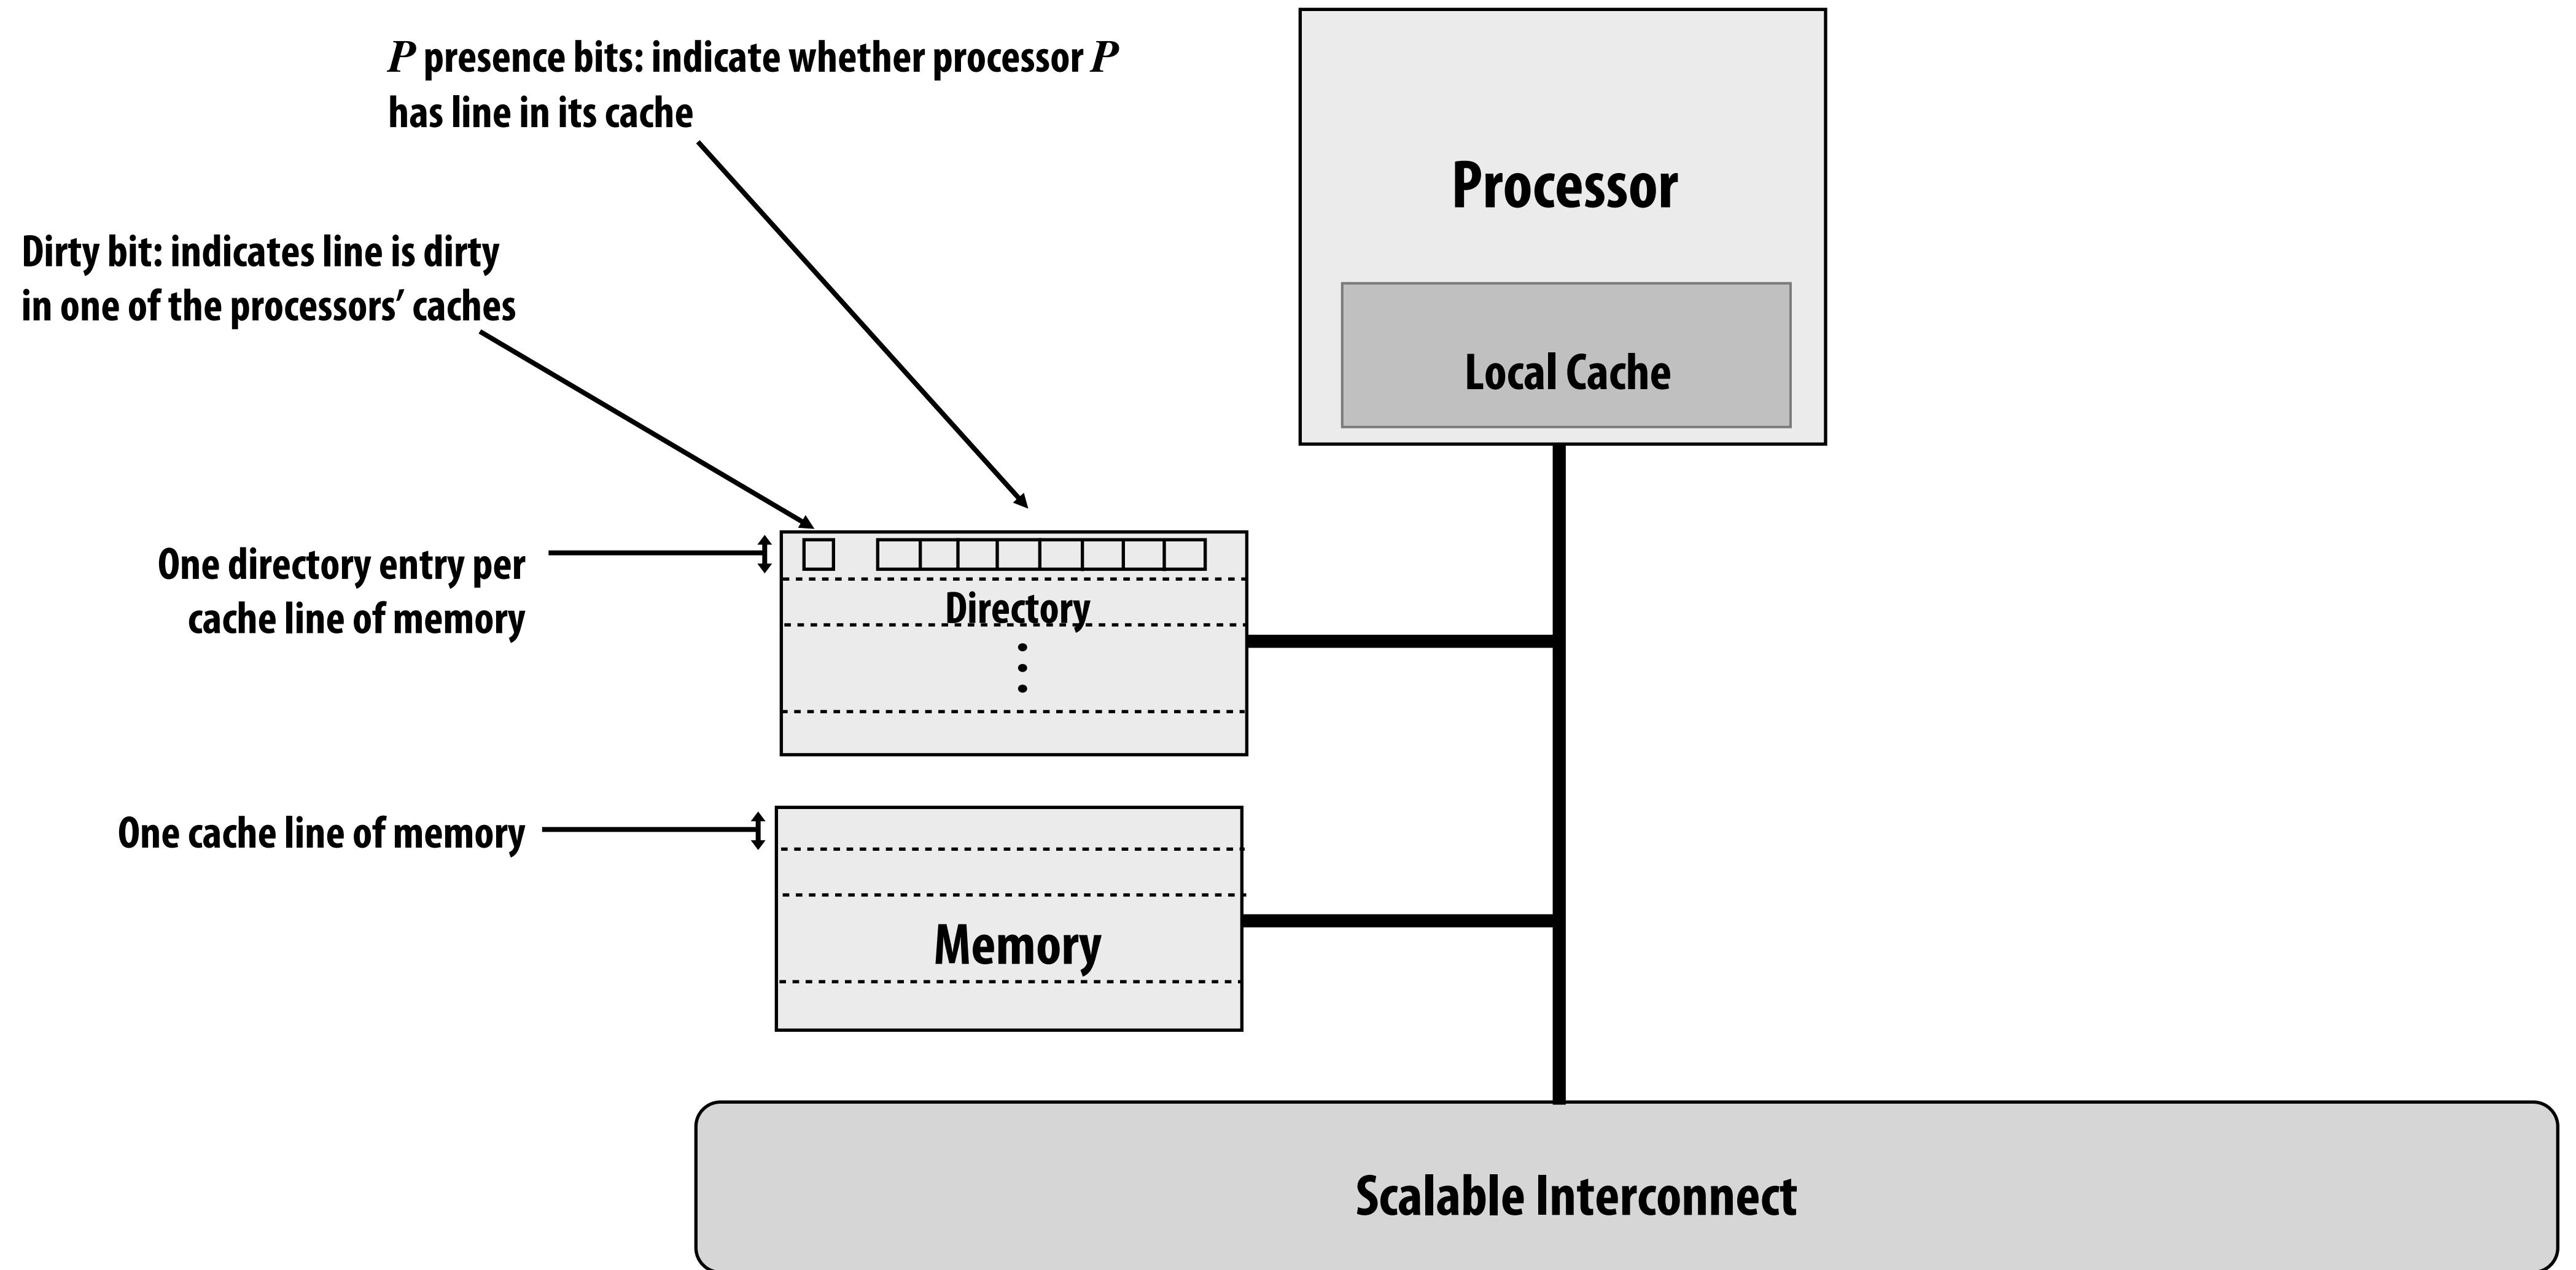 P presence bits: indicate whether processor P
has line in its cache
Processor
Dirty bit: indicates line is dirty
in one of the processors’ caches
Local Cache
One directory entry per
cache line of memory
Directory
One cache line of memory
Memory
Scalable Interconnect